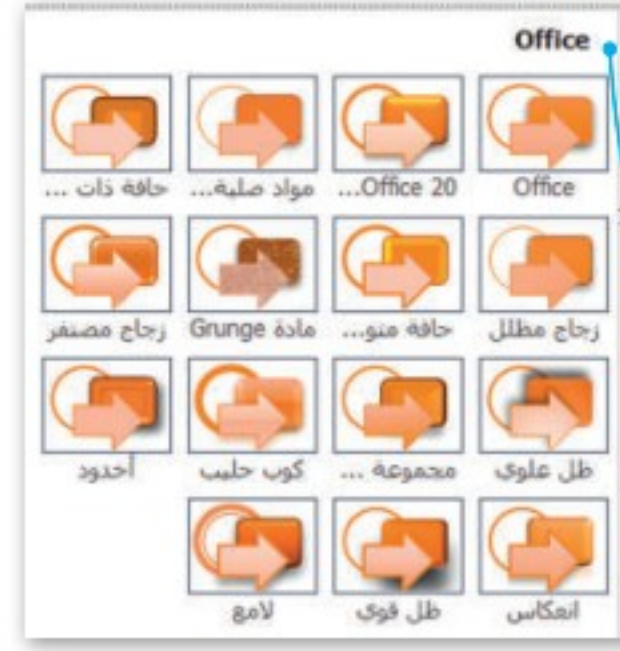 Office
Office
Office 20...
مواد صلبة...
حافة ذات ...
زجاج مظلل
حافة منو...
مادة Grunge
زجاج مصنفر
ظل علوي
مجموعة ...
كوب حليب
أخدود
انعكاس
ظل قوي
لامع